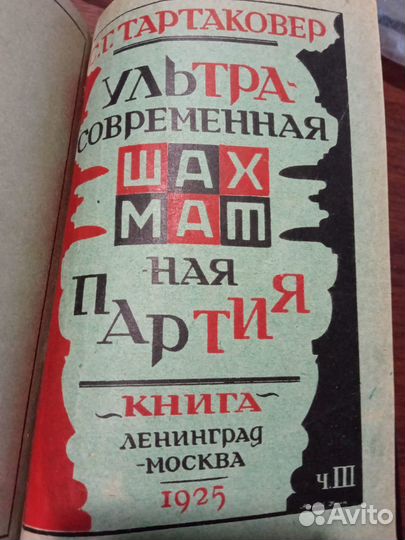 С.Г. ТАРТАКОВЕР
УЛЬТРА-
СОВРЕМЕННАЯ
ШАХ
МАТ
-НАЯ
ПАРТИЯ
КНИГА
ЛЕНИНГРАД
-МОСКВА
1925
Ч.III
Avito